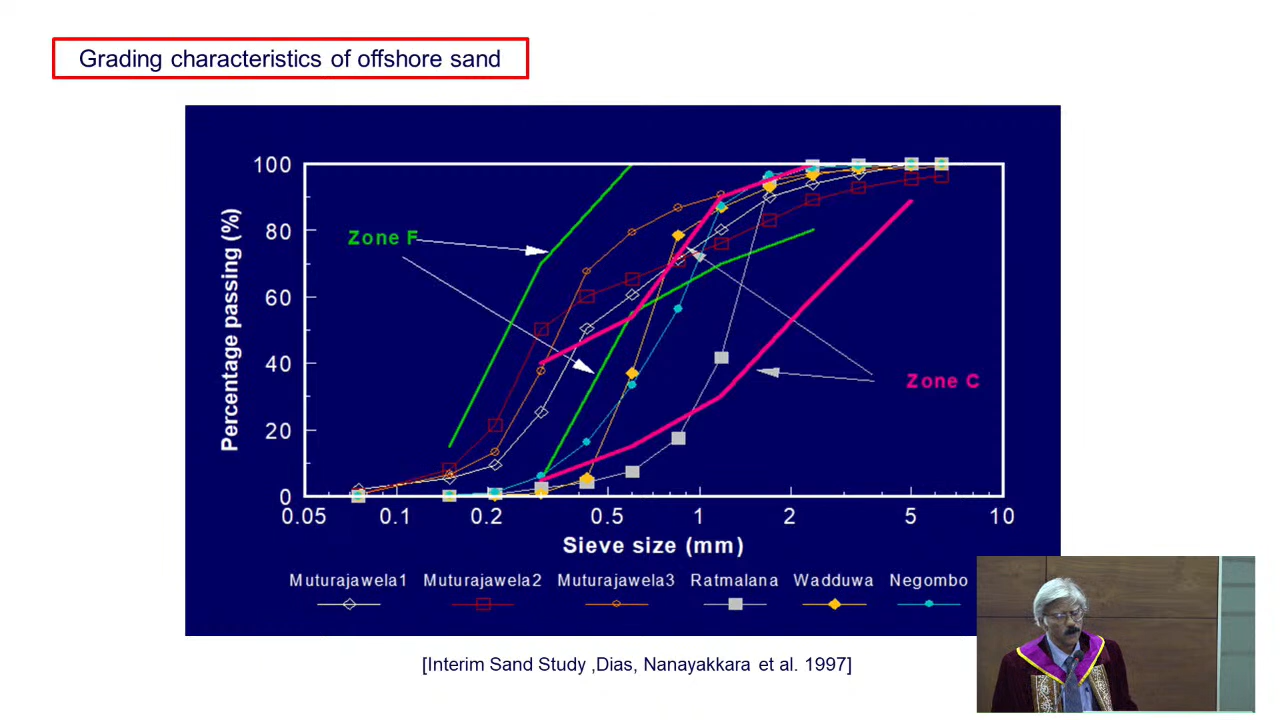 Grading characteristics of offshore sand
100
80
60
40
20
0
Percentage passing (%)
Zone F
Zone C
0.05 0.1 0.2 0.5 1 2 5 10
Sieve size (mm)
Muturajawela1 Muturajawela2 Muturajawela3 Ratmalana Wadduwa Negombo
[Interim Sand Study ,Dias, Nanayakkara et al. 1997]